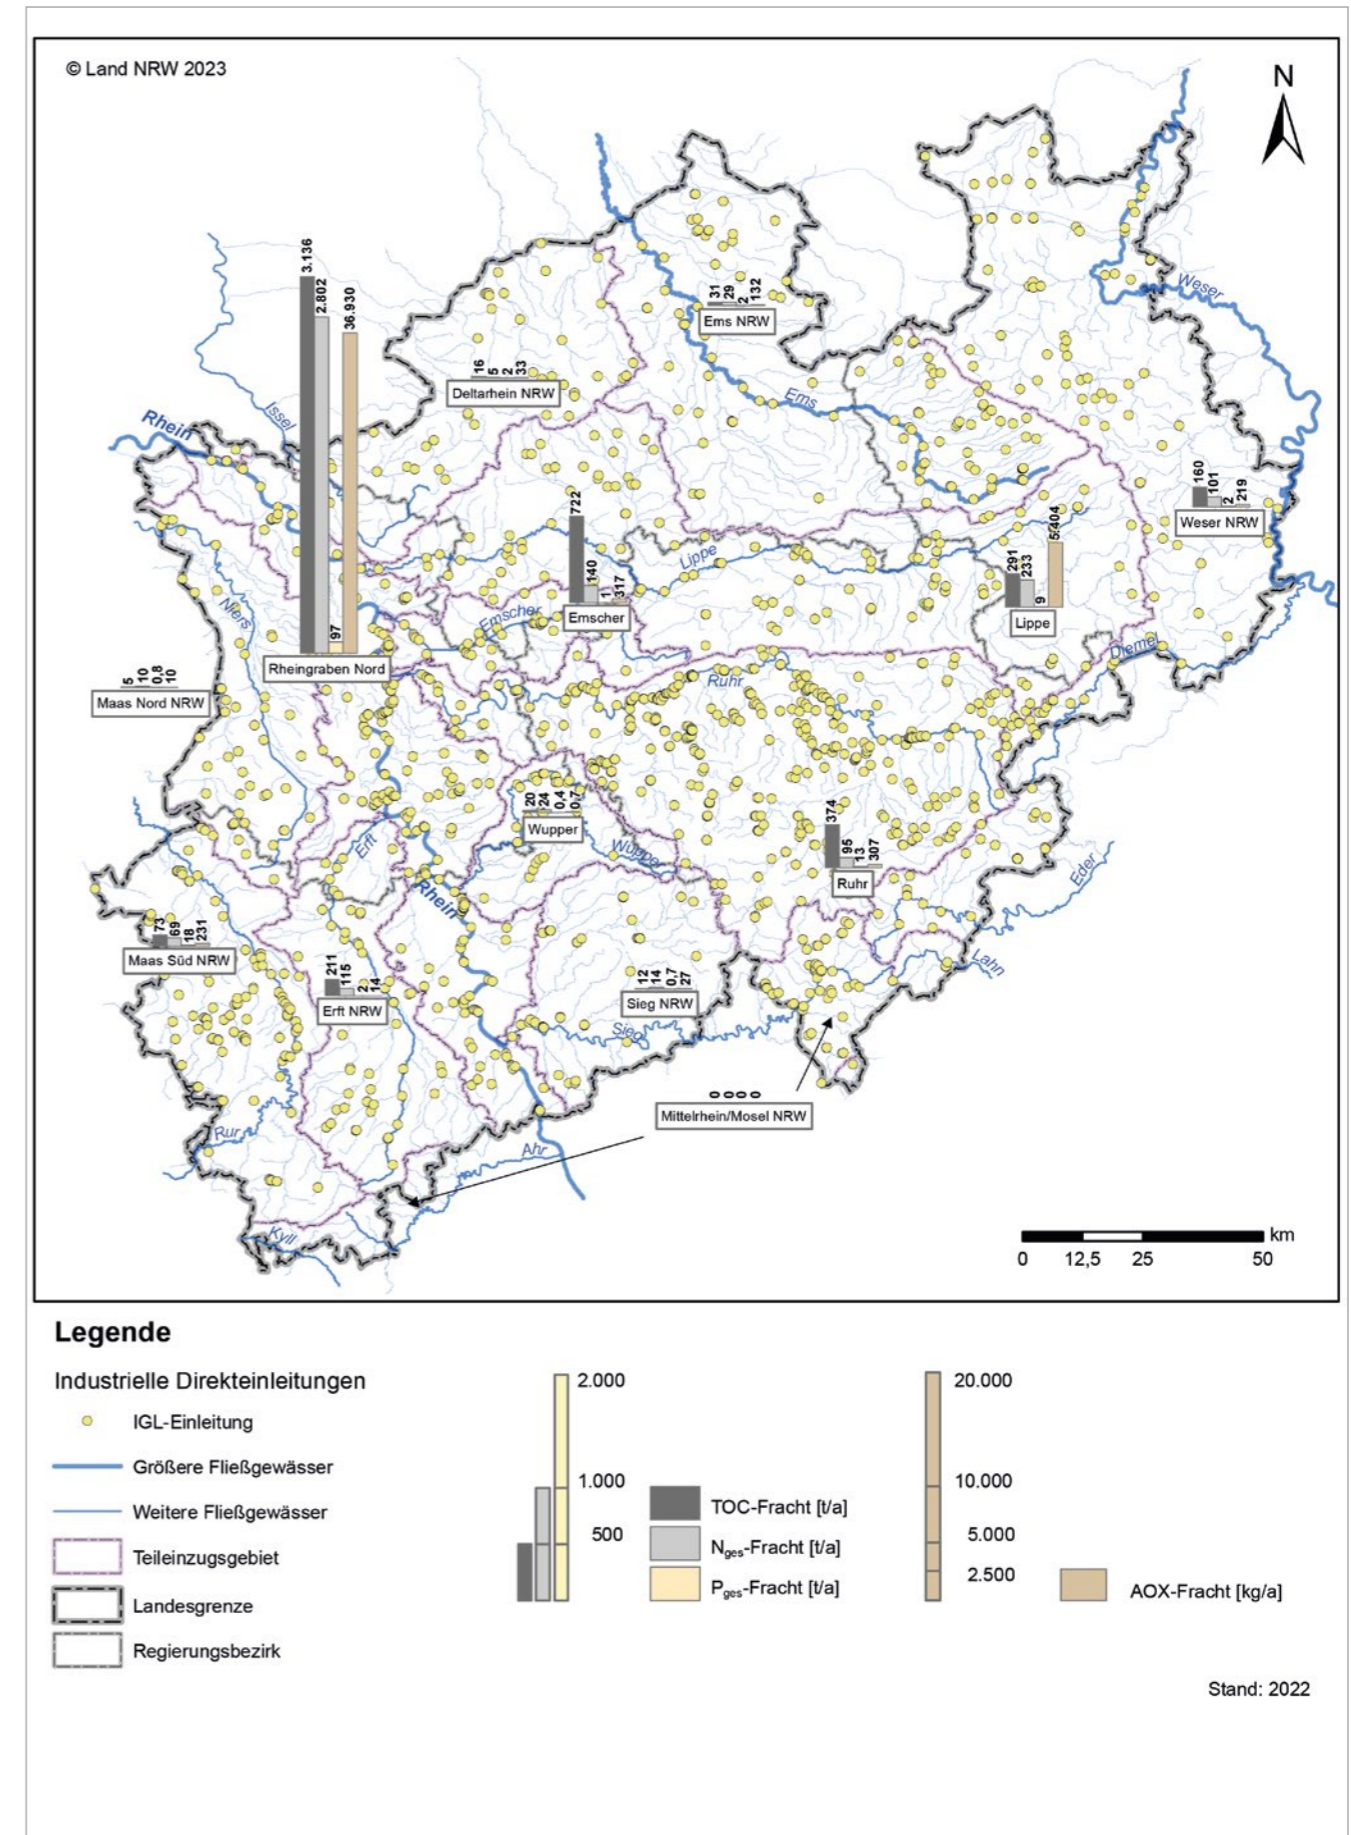 © Land NRW 2023
N
Weser
3.136
2.802
97
36.930
Rheingraben Nord
31
29
2
132
Ems NRW
16
5
2
33
Deltarhein NRW
Ems
Issel
Rhein
722
140
1
317
Emscher
160
101
2
219
Weser NRW
291
233
9
5.404
Lippe
Lippe
Niers
Emscher
Diemel
Ruhr
5
10
0,8
10
Maas Nord NRW
20
24
0,4
0,7
Wupper
Wupper
374
95
13
307
Ruhr
Erft
Rhein
Eder
73
69
18
231
Maas Süd NRW
211
115
2
14
Erft NRW
12
14
0,7
27
Sieg NRW
Sieg
Lahn
0
0
0
0
Mittelrhein/Mosel NRW
Rur
Ahr
Kyll
km
0 12,5 25 50
Legende
Industrielle Direkteinleitungen
IGL-Einleitung
Größere Fließgewässer
Weitere Fließgewässer
Teileinzugsgebiet
Landesgrenze
Regierungsbezirk
2.000
1.000
500
TOC-Fracht [t/a]
Nges-Fracht [t/a]
Pges-Fracht [t/a]
20.000
10.000
5.000
2.500
AOX-Fracht [kg/a]
Stand: 2022